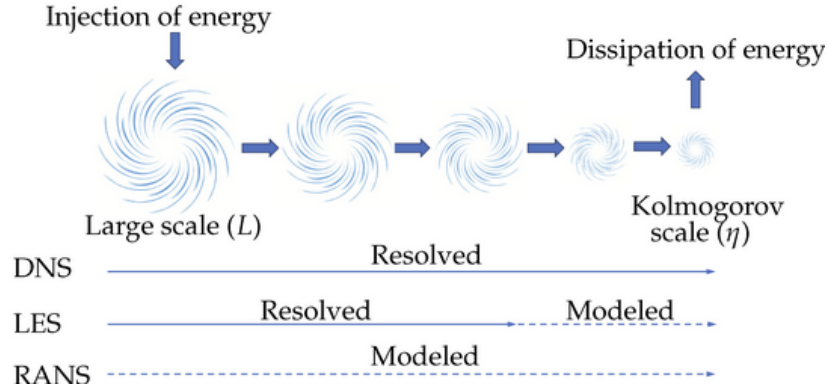 Injection of energy
Dissipation of energy
Large scale (L)
Kolmogorov
scale (η)
DNS
Resolved
LES
Resolved
Modeled
RANS
Modeled